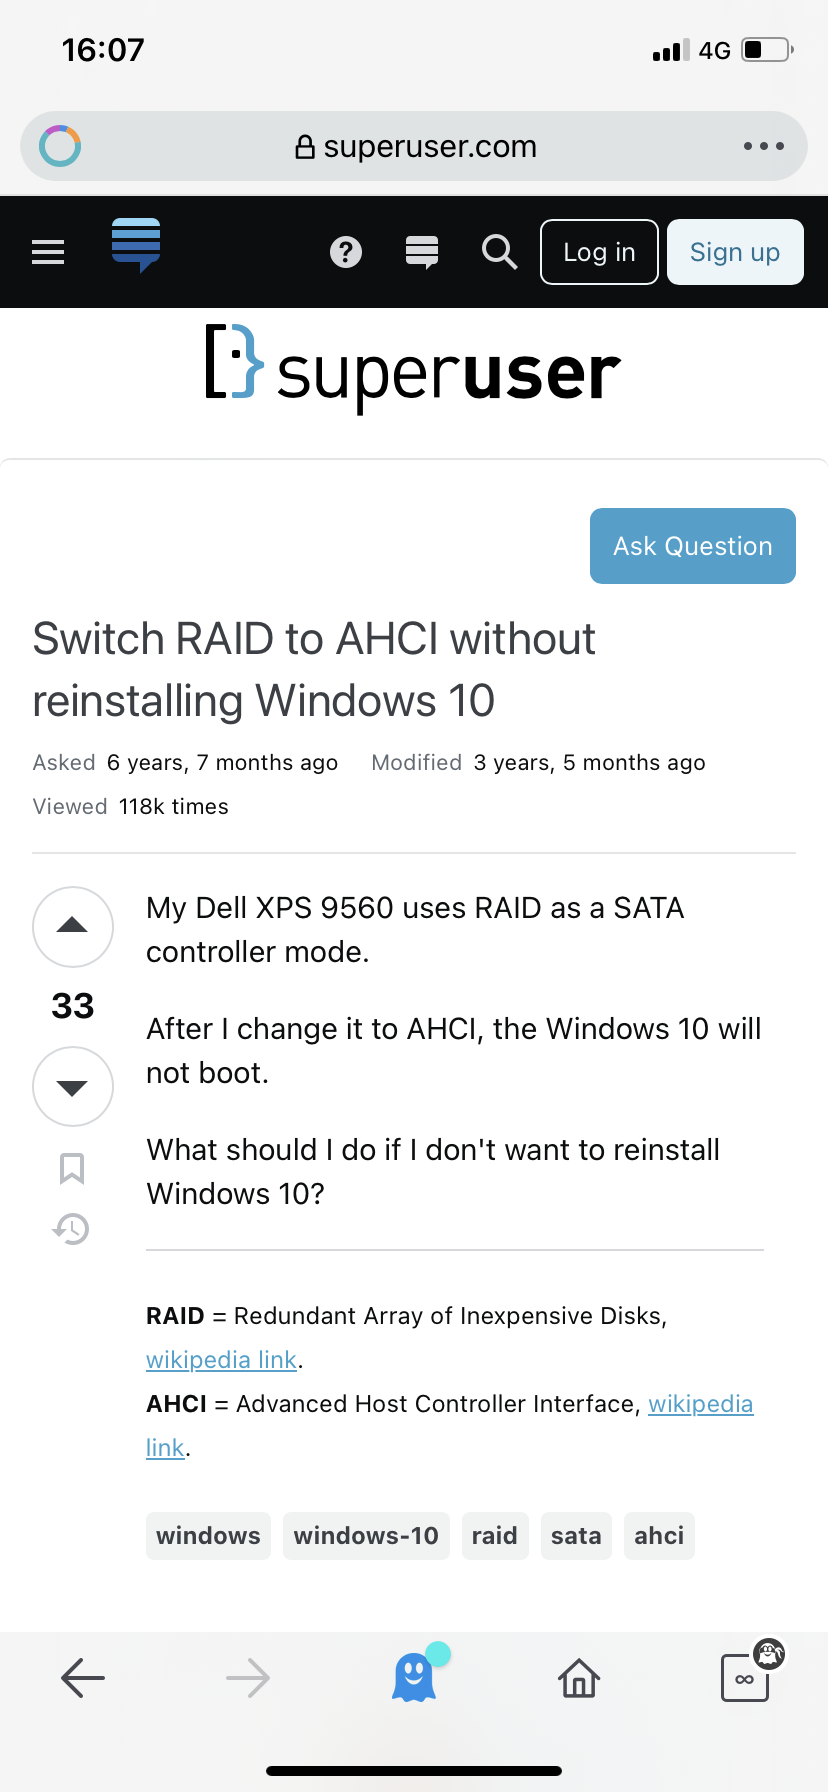 16:07
4G
superuser.com
Log in
Sign up
superuser
Ask Question
Switch RAID to AHCI without
reinstalling Windows 10
Asked 6 years, 7 months ago Modified 3 years, 5 months ago
Viewed 118k times
My Dell XPS 9560 uses RAID as a SATA
controller mode.
33
After I change it to AHCI, the Windows 10 will
not boot.
What should I do if I don't want to reinstall
Windows 10?
RAID = Redundant Array of Inexpensive Disks,
wikipedia link.
AHCI = Advanced Host Controller Interface, wikipedia
link.
windows windows-10 raid sata ahci
∞